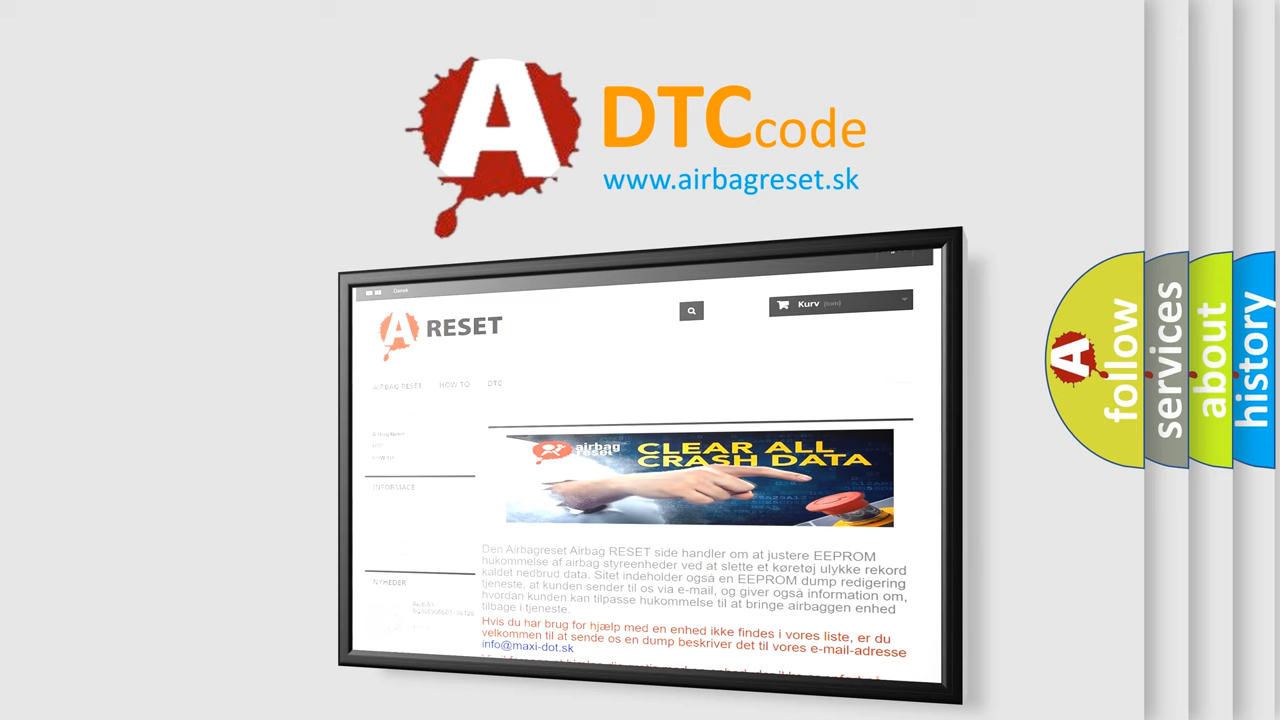 A
DTCcode
www.airbagreset.sk
Dansk
A RESET
Kurv (tom)
AIRBAG RESET HOW TO DTC
INFORMACE
airbag
reset
CLEAR ALL
CRASH DATA
Den Airbagreset Airbag RESET side handler om at justere EEPROM
hukommelse af airbag styreenheder ved at slette et køretøj ulykke rekord
kaldet nedbrud data. Sitet indeholder også en EEPROM dump redigering
tjeneste, at kunden sender til os via e-mail, og giver også information om,
hvordan kunden kan tilpasse hukommelse til at bringe airbaggen enhed
tilbage i tjeneste.
NYHEDER
Hvis du har brug for hjælp med en enhed ikke findes i vores liste, er du
velkommen til at sende os en dump beskriver det til vores e-mail-adresse
info@maxi-dot.sk
A
follow
services
about
history